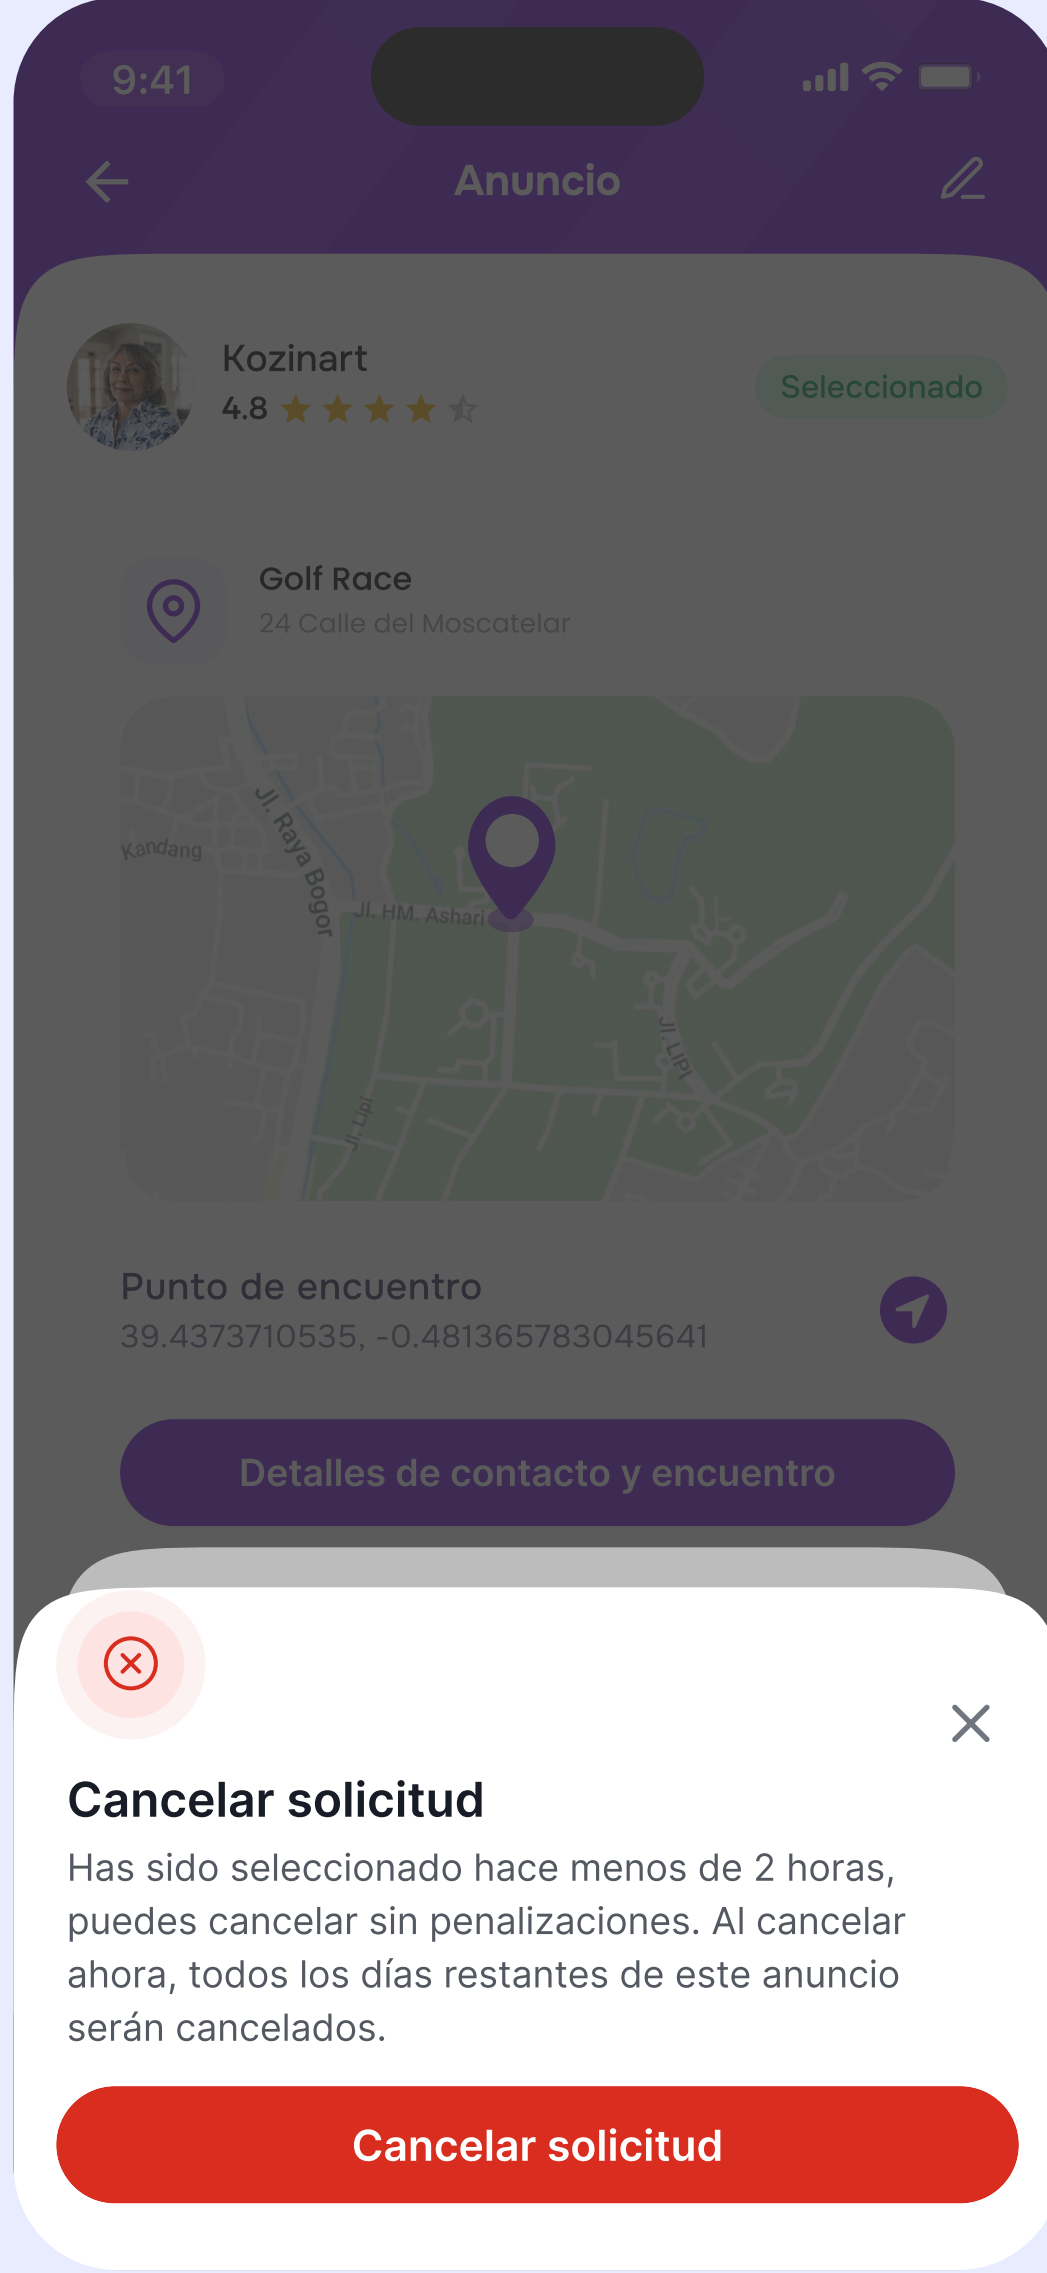 9:41
Anuncio
Kozinart
4.8
Seleccionado
Golf Race
24 Calle del Moscatelar
Jl. Raya Bogor
Kandang
Jl. HM. Ashari
Jl. LIPI
Jl. Lipi
Punto de encuentro
39.4373710535, -0.481365783045641
Detalles de contacto y encuentro
Cancelar solicitud
Has sido seleccionado hace menos de 2 horas,
puedes cancelar sin penalizaciones. Al cancelar
ahora, todos los días restantes de este anuncio
serán cancelados.
Cancelar solicitud